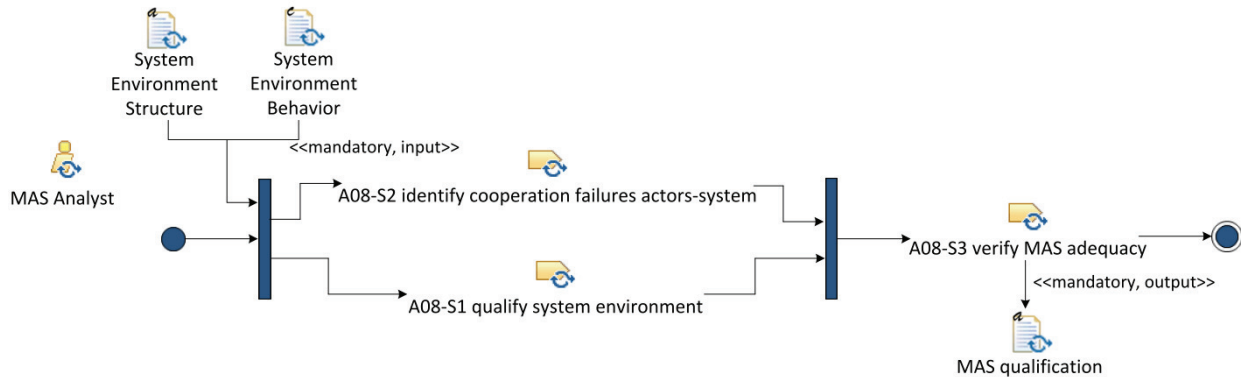 a
c
System
Environment
Structure
System
Environment
Behavior
<<mandatory, input>>
MAS Analyst
A08-S2 identify cooperation failures actors-system
A08-S1 qualify system environment
A08-S3 verify MAS adequacy
<<mandatory, output>>
a
MAS qualification